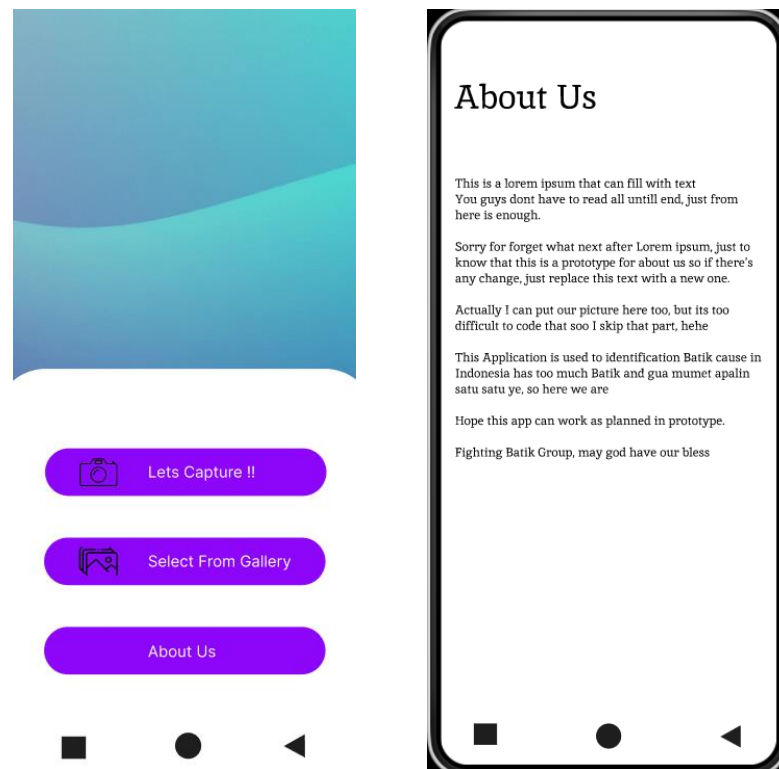 Lets Capture !!
Select From Gallery
About Us
About Us
This is a lorem ipsum that can fill with text
You guys dont have to read all untill end, just from
here is enough.
Sorry for forget what next after Lorem ipsum, just to
know that this is a prototype for about us so if there's
any change, just replace this text with a new one.
Actually I can put our picture here too, but its too
difficult to code that soo I skip that part, hehe
This Application is used to identification Batik cause in
Indonesia has too much Batik and gua mumet apalin
satu satu ye, so here we are
Hope this app can work as planned in prototype.
Fighting Batik Group, may god have our bless